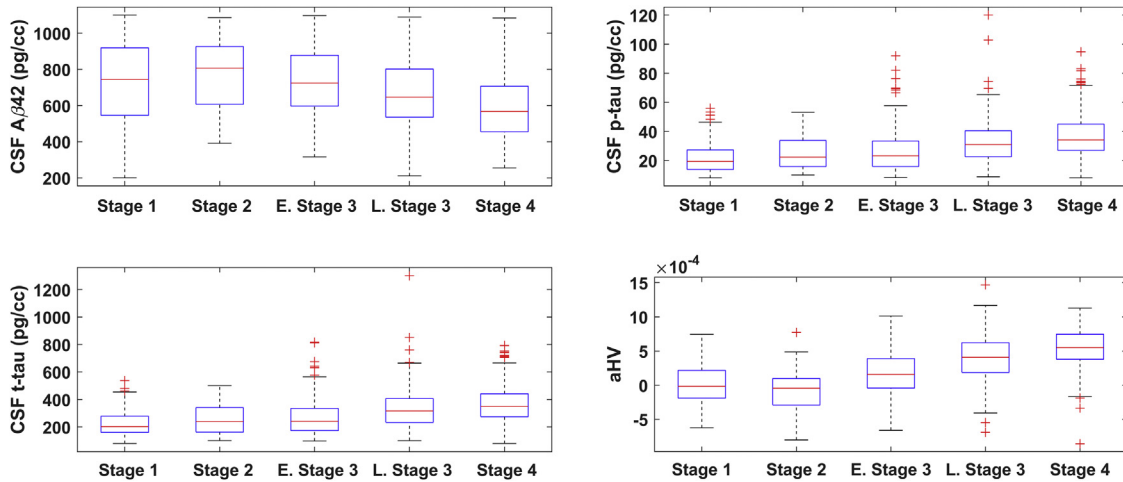 CSF Aβ42 (pg/cc)
1000
800
600
400
200
Stage 1 Stage 2 E. Stage 3 L. Stage 3 Stage 4
CSF p-tau (pg/cc)
120
100
80
60
40
20
Stage 1 Stage 2 E. Stage 3 L. Stage 3 Stage 4
CSF t-tau (pg/cc)
1200
1000
800
600
400
200
Stage 1 Stage 2 E. Stage 3 L. Stage 3 Stage 4
×10⁻⁴
aHV
15
10
5
0
-5
Stage 1 Stage 2 E. Stage 3 L. Stage 3 Stage 4